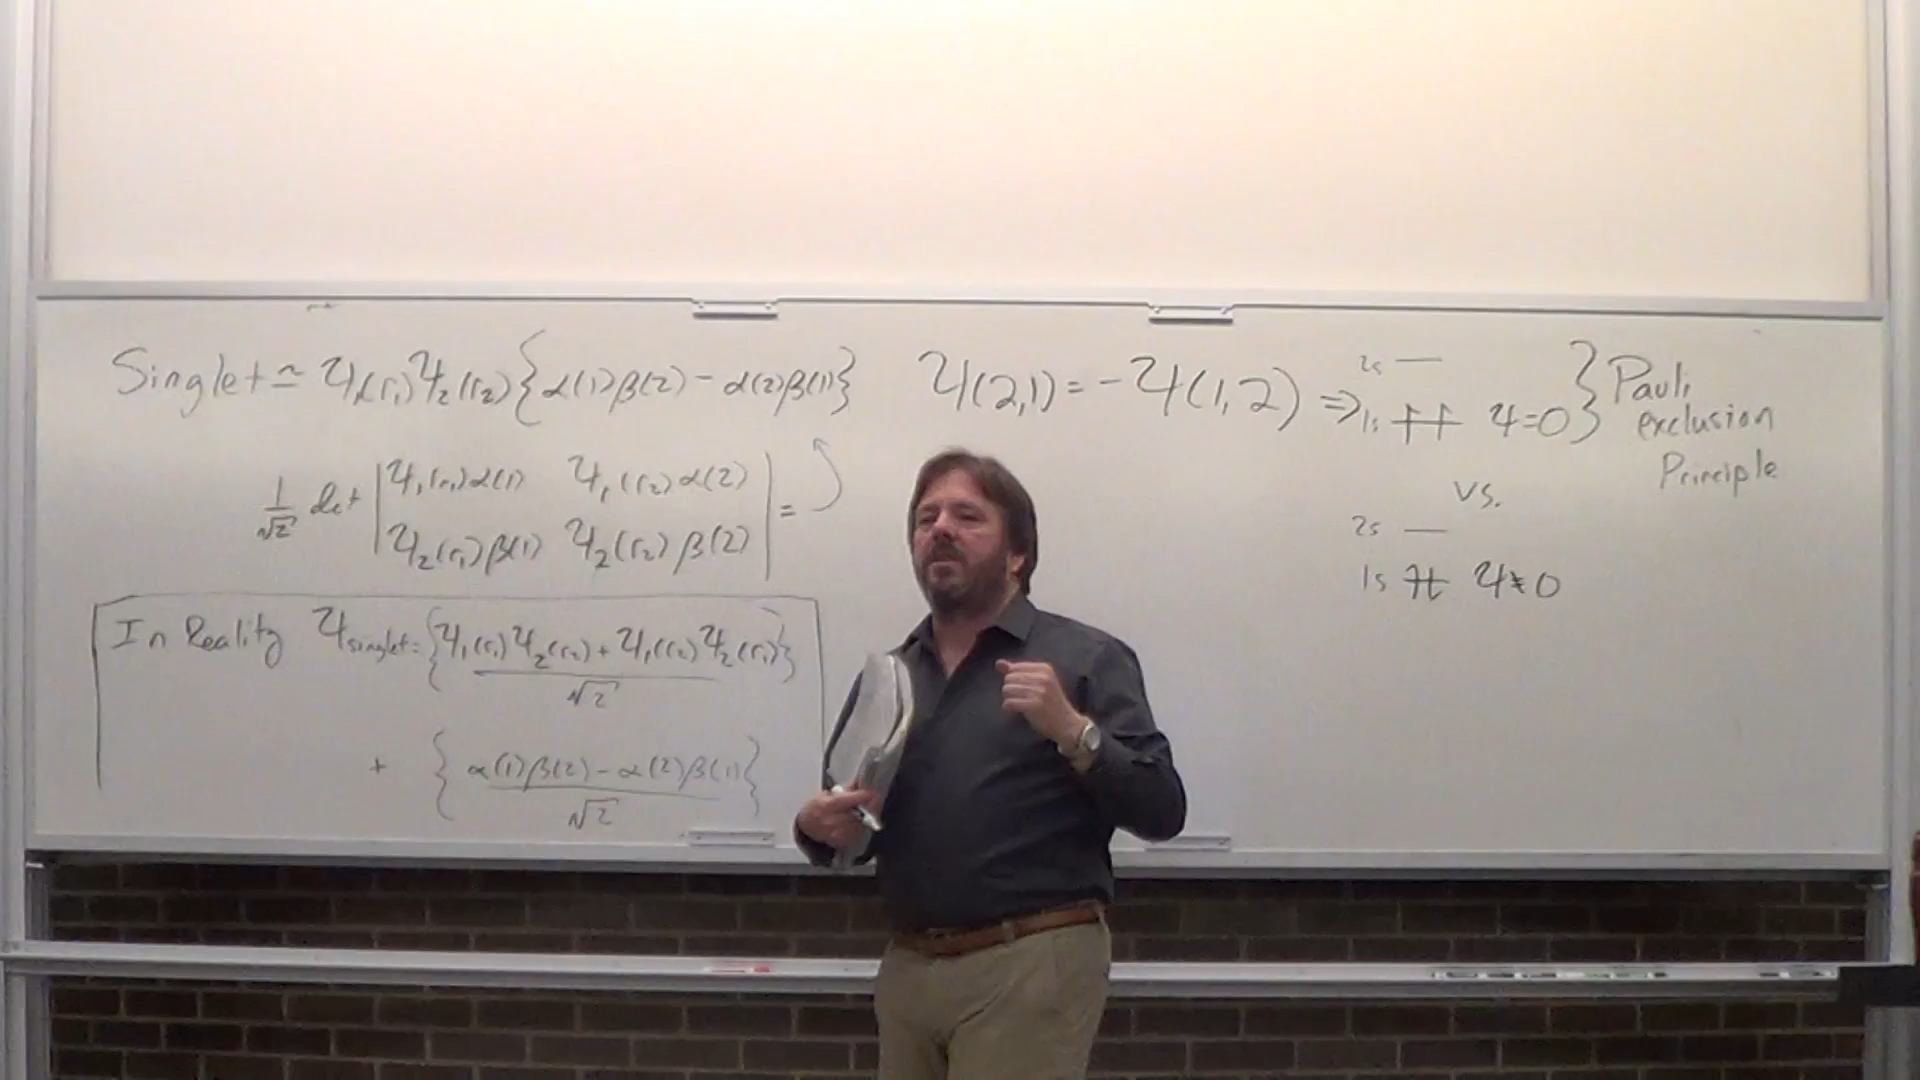 Singlet ≃ Ψ₁(r₁)Ψ₂(r₂){α(1)β(2) - α(2)β(1)}
1/√2 det |Ψ₁(r₁)α(1) Ψ₁(r₂)α(2)| =
|Ψ₂(r₁)β(1) Ψ₂(r₂)β(2)|
In Reality Ψsinglet = {Ψ₁(r₁)Ψ₂(r₂) + Ψ₁(r₂)Ψ₂(r₁)}
√2
+ {α(1)β(2) - α(2)β(1)}
√2
Ψ(2,1) = -Ψ(1,2) ⇒
2s —
1s Ψ=0 } Pauli
exclusion
Principle
vs.
2s —
1s Ψ≠0